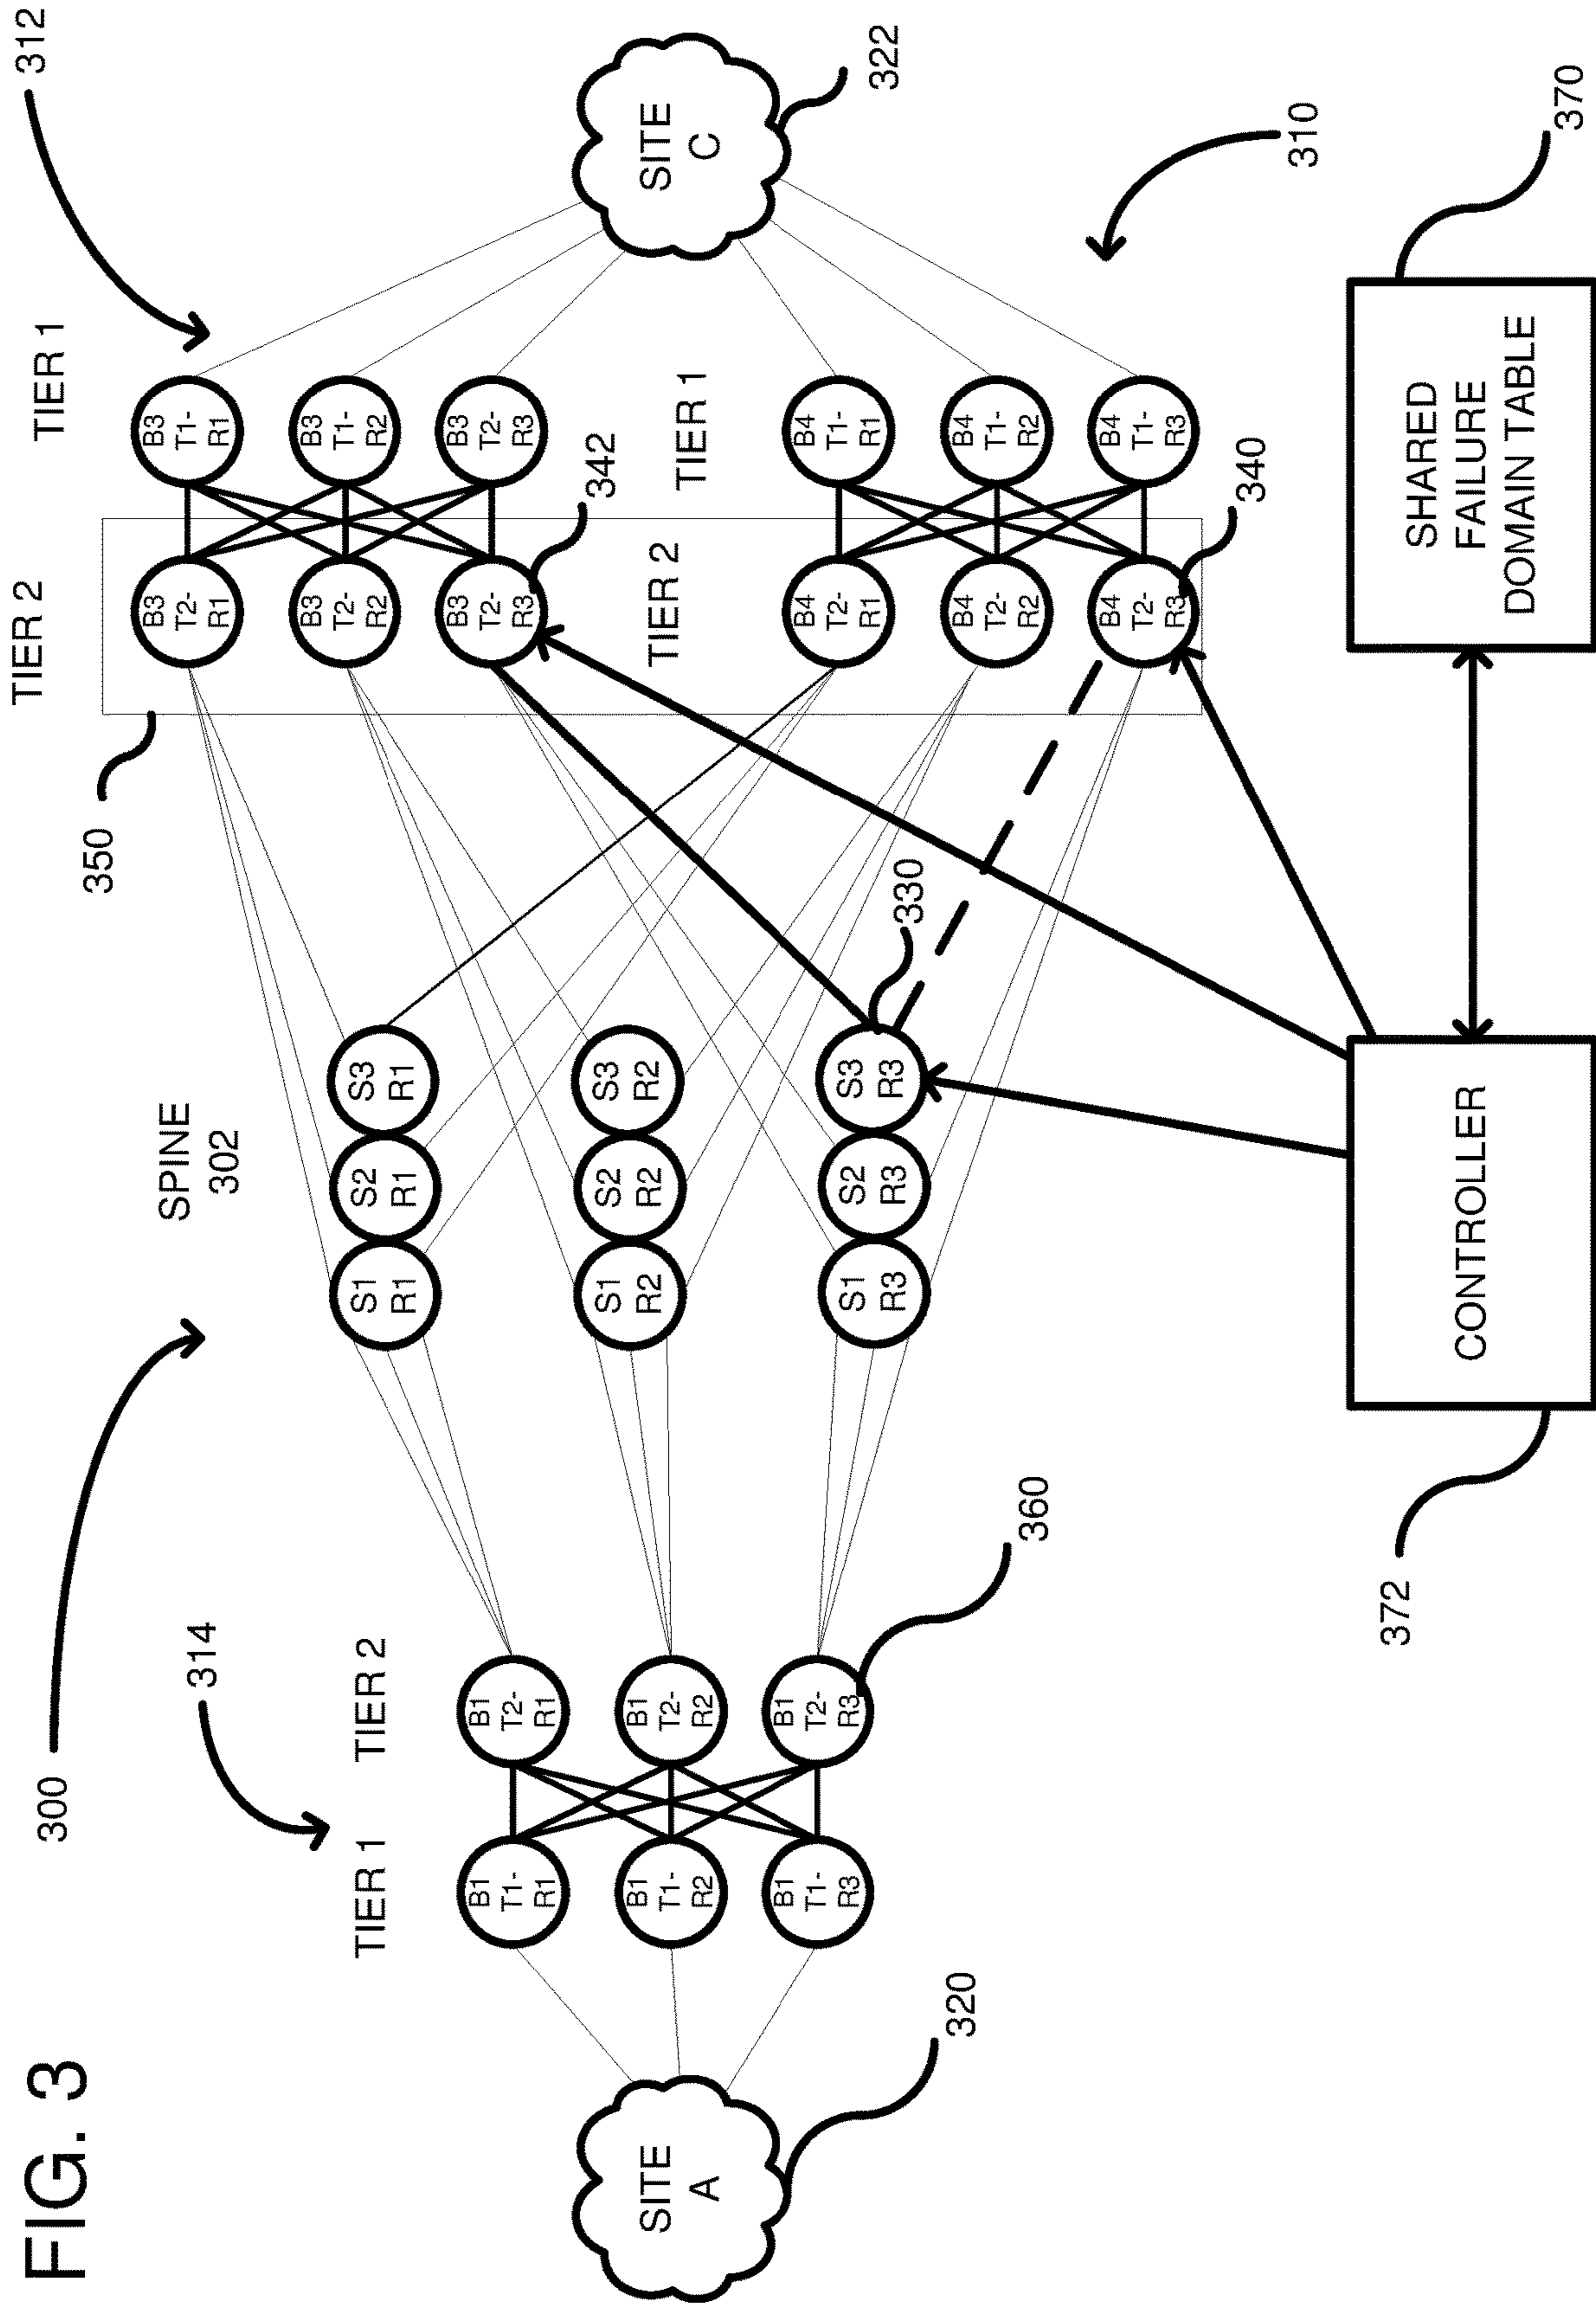 FIG. 3
300
TIER 2
TIER 1
312
314
SPINE
302
350
B3
T2-
R1
B3
T1-
R1
B3
T2-
R2
B3
T1-
R2
B3
T2-
R3
B3
T2-
R3
342
TIER 1
TIER 2
S1
R1
S2
R1
S3
R1
B1
T1-
R1
B1
T2-
R1
B1
T1-
R2
B1
T2-
R2
B1
T1-
R3
B1
T2-
R3
S1
R2
S2
R2
S3
R2
SITE
A
SITE
C
TIER 2
TIER 1
322
320
360
S1
R3
S2
R3
S3
R3
330
B4
T2-
R1
B4
T1-
R1
B4
T2-
R2
B4
T1-
R2
B4
T2-
R3
B4
T1-
R3
340
310
372
CONTROLLER
SHARED
FAILURE
DOMAIN TABLE
370